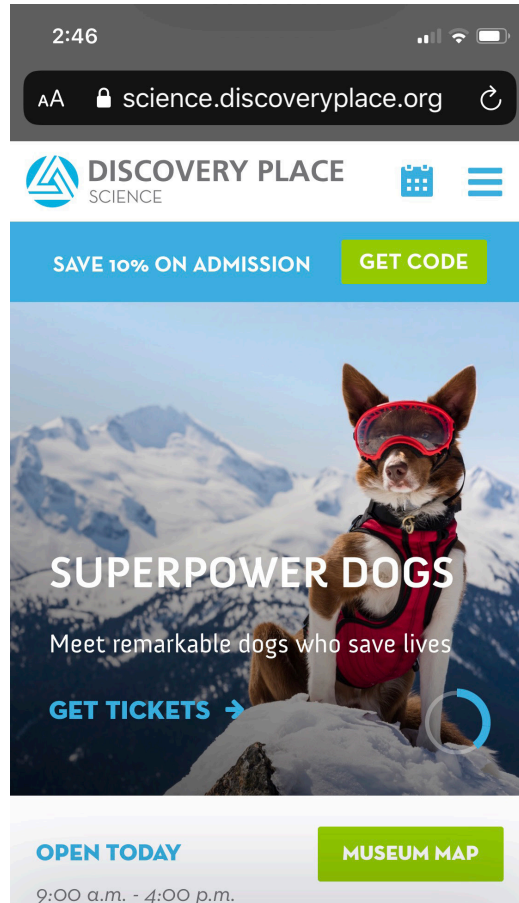 2:46
AA science.discoveryplace.org
DISCOVERY PLACE
SCIENCE
SAVE 10% ON ADMISSION GET CODE
SUPERPOWER DOGS
Meet remarkable dogs who save lives
GET TICKETS →
OPEN TODAY
MUSEUM MAP
9:00 a.m. - 4:00 p.m.